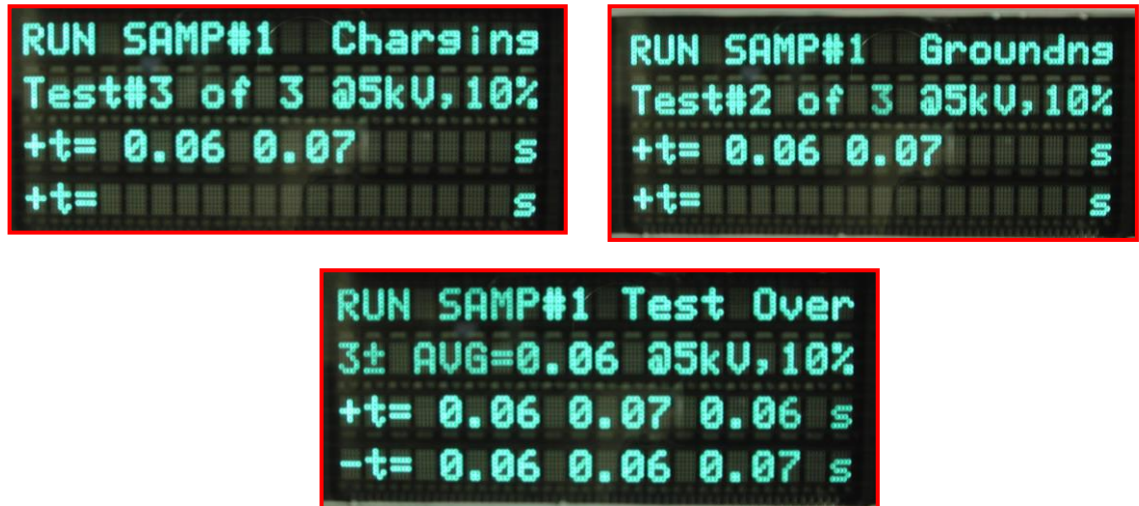 RUN SAMP#1 Charging
Test#3 of 3 @5kV,10%
+t= 0.06 0.07 s
+t= s
RUN SAMP#1 Groundng
Test#2 of 3 @5kV,10%
+t= 0.06 0.07 s
+t= s
RUN SAMP#1 Test Over
3± AVG=0.06 @5kV,10%
+t= 0.06 0.07 0.06 s
-t= 0.06 0.06 0.07 s